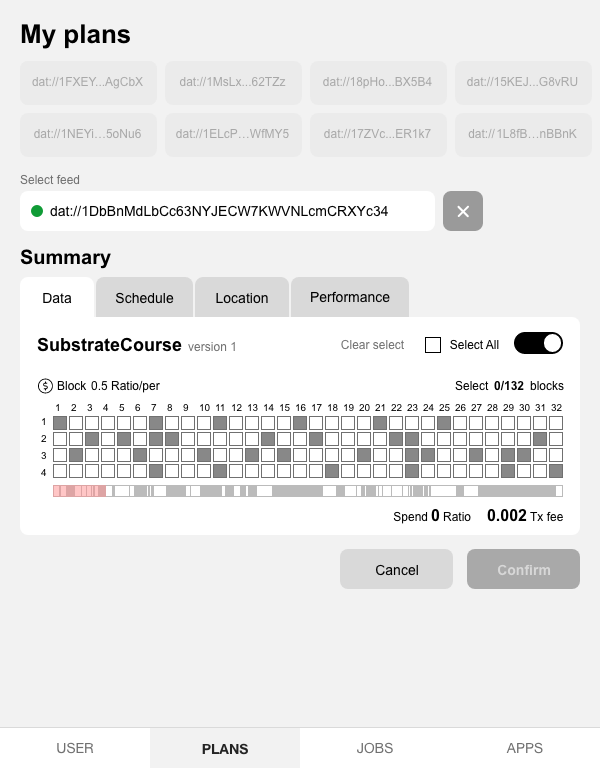 My plans
dat://1FXEY...AgCbX dat://1MsLx...62TZz dat://18pHo...BX5B4 dat://15KEJ...G8vRU
dat://1NEYi...5oNu6 dat://1ELcP...WfMY5 dat://17ZVc...ER1k7 dat://1L8fB...nBBnK
Select feed
dat://1DbBnMdLbCc63NYJECW7KWVNLcmCRXYc34
Summary
Data Schedule Location Performance
SubstrateCourse version 1 Clear select Select All
$ Block 0.5 Ratio/per Select 0/132 blocks
1 2 3 4 5 6 7 8 9 10 11 12 13 14 15 16 17 18 19 20 21 22 23 24 25 26 27 28 29 30 31 32
1
2
3
4
Spend 0 Ratio 0.002 Tx fee
Cancel Confirm
USER PLANS JOBS APPS